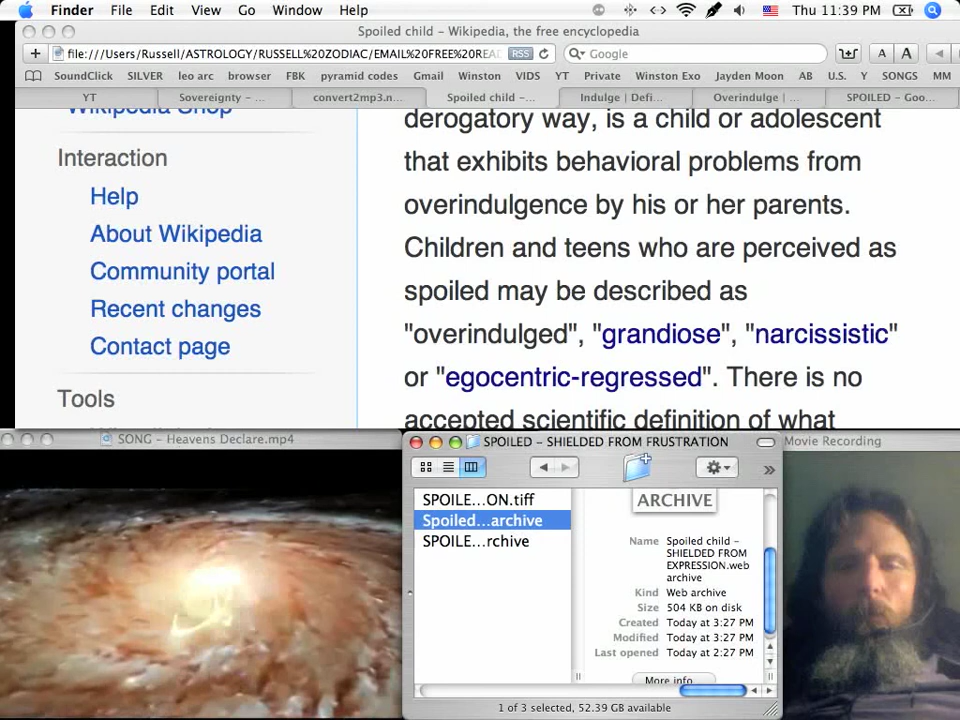 Finder File Edit View Go Window Help Thu 11:39 PM
Spoiled child – Wikipedia, the free encyclopedia
file:///Users/Russell/ASTROLOGY/RUSSELL%20ZODIAC/EMAIL%20FREE%20REA RSS Google A A
SoundClick SILVER leo arc browser FBK pyramid codes Gmail Winston VIDS YT Private Winston Exo Jayden Moon AB U.S. Y SONGS MM
YT Sovereignty – ... convert2mp3.n... Spoiled child –... Indulge | Defi... Overindulge | ... SPOILED – Goo...
Wikipedia Shop
Interaction
Help
About Wikipedia
Community portal
Recent changes
Contact page
Tools
derogatory way, is a child or adolescent
that exhibits behavioral problems from
overindulgence by his or her parents.
Children and teens who are perceived as
spoiled may be described as
"overindulged", "grandiose", "narcissistic"
or "egocentric-regressed". There is no
accepted scientific definition of what
SONG – Heavens Declare.mp4
SPOILED – SHIELDED FROM FRUSTRATION
SPOILE...ON.tiff
Spoiled...archive
SPOILE...rchive
ARCHIVE
Name Spoiled child –
SHIELDED FROM
EXPRESSION.web
archive
Kind Web archive
Size 504 KB on disk
Created Today at 3:27 PM
Modified Today at 3:27 PM
Last opened Today at 2:27 PM
More info...
1 of 3 selected, 52.39 GB available
Movie Recording